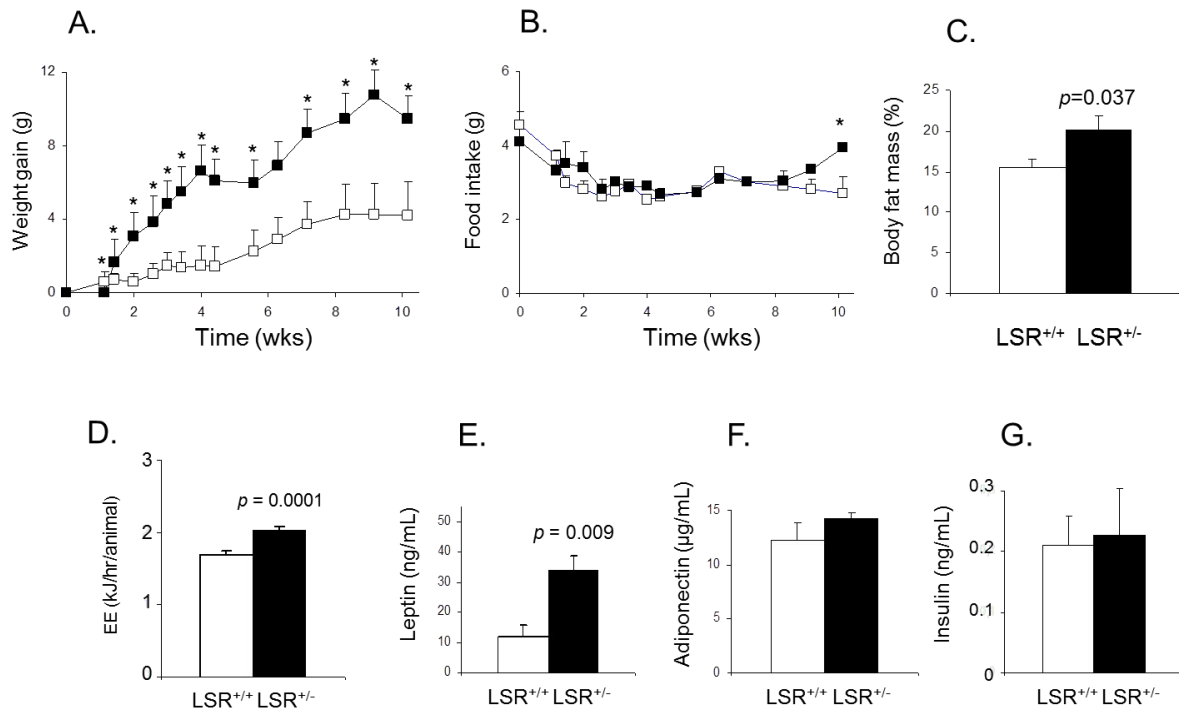 A.
Weight gain (g)
12
8
4
0
* * * * * * * * * * * * *
0 2 4 6 8 10
Time (wks)
B.
Food intake (g)
6
4
2
0
*
0 2 4 6 8 10
Time (wks)
C.
Body fat mass (%)
25
20
15
10
5
0
p=0.037
LSR+/+ LSR+/-
D.
EE (kJ/hr/animal)
3
2
1
0
p = 0.0001
LSR+/+ LSR+/-
E.
Leptin (ng/mL)
50
40
30
20
10
0
p = 0.009
LSR+/+ LSR+/-
F.
Adiponectin (µg/mL)
15
10
5
0
LSR+/+ LSR+/-
G.
Insulin (ng/mL)
0.3
0.2
0.1
0
LSR+/+ LSR+/-